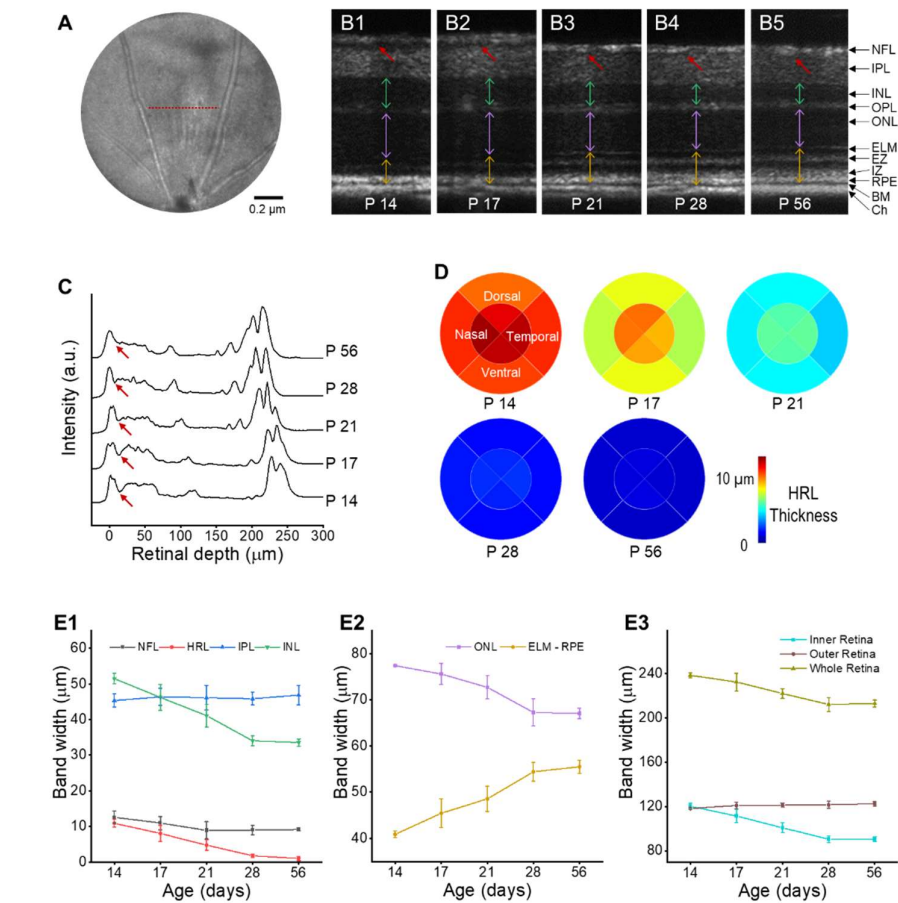 A
0.2 μm
B1
B2
B3
B4
B5
P 14
P 17
P 21
P 28
P 56
NFL
IPL
INL
OPL
ONL
ELM
EZ
IZ
RPE
BM
Ch
C
Intensity (a.u.)
P 56
P 28
P 21
P 17
P 14
0 50 100 150 200 250 300
Retinal depth (μm)
D
Dorsal
Nasal Temporal
Ventral
P 14
P 17
P 21
P 28
P 56
10 μm
0
HRL
Thickness
E1
NFL HRL IPL INL
Band width (μm)
60
50
40
30
20
10
0
14 17 21 28 56
Age (days)
E2
ONL ELM - RPE
Band width (μm)
80
70
60
50
40
14 17 21 28 56
Age (days)
E3
Inner Retina
Outer Retina
Whole Retina
Band width (μm)
240
200
160
120
80
14 17 21 28 56
Age (days)